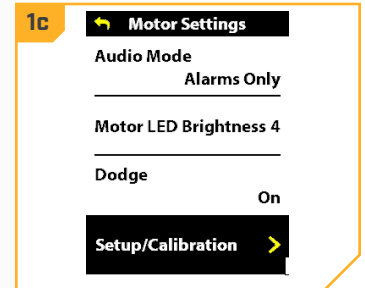 1c
Motor Settings
Audio Mode
Alarms Only
Motor LED Brightness 4
Dodge
On
Setup/Calibration